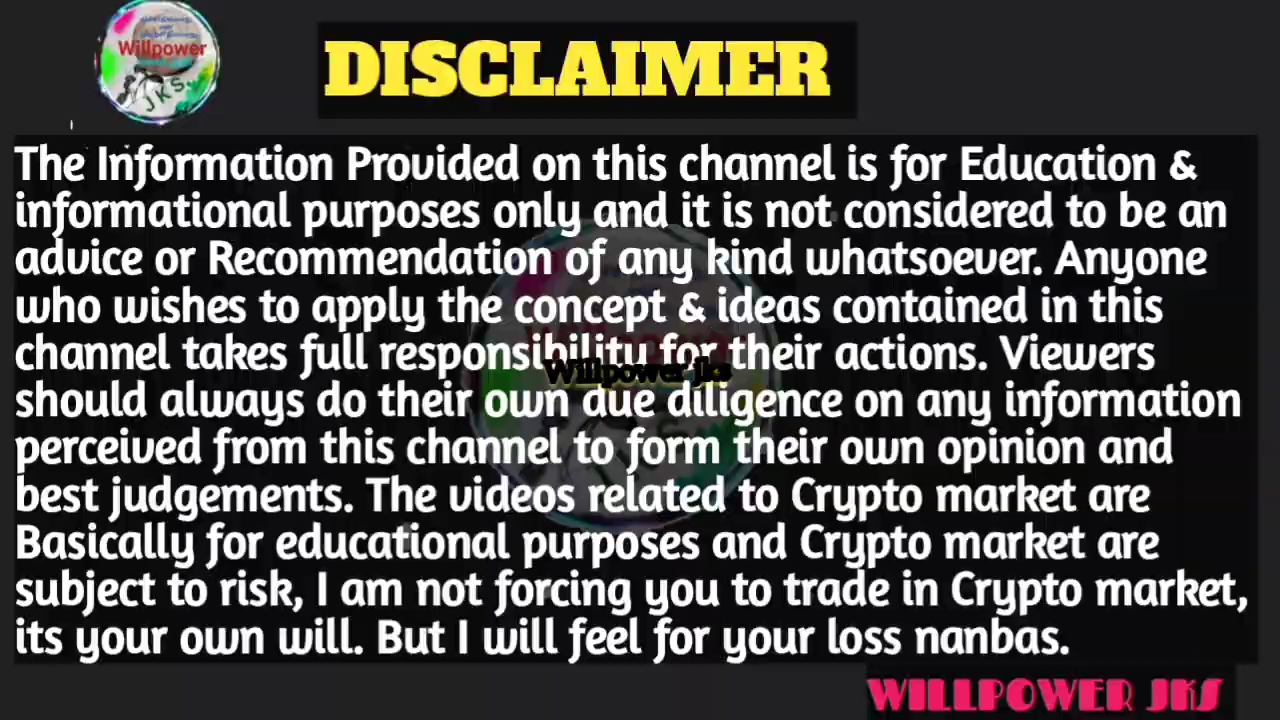 Willpower
JKS
DISCLAIMER
The Information Provided on this channel is for Education &
informational purposes only and it is not considered to be an
advice or Recommendation of any kind whatsoever. Anyone
who wishes to apply the concept & ideas contained in this
channel takes full responsibility for their actions. Viewers
Willpower jks
should always do their own due diligence on any information
perceived from this channel to form their own opinion and
best judgements. The videos related to Crypto market are
Basically for educational purposes and Crypto market are
subject to risk, I am not forcing you to trade in Crypto market,
its your own will. But I will feel for your loss nanbas.
WILLPOWER JKS